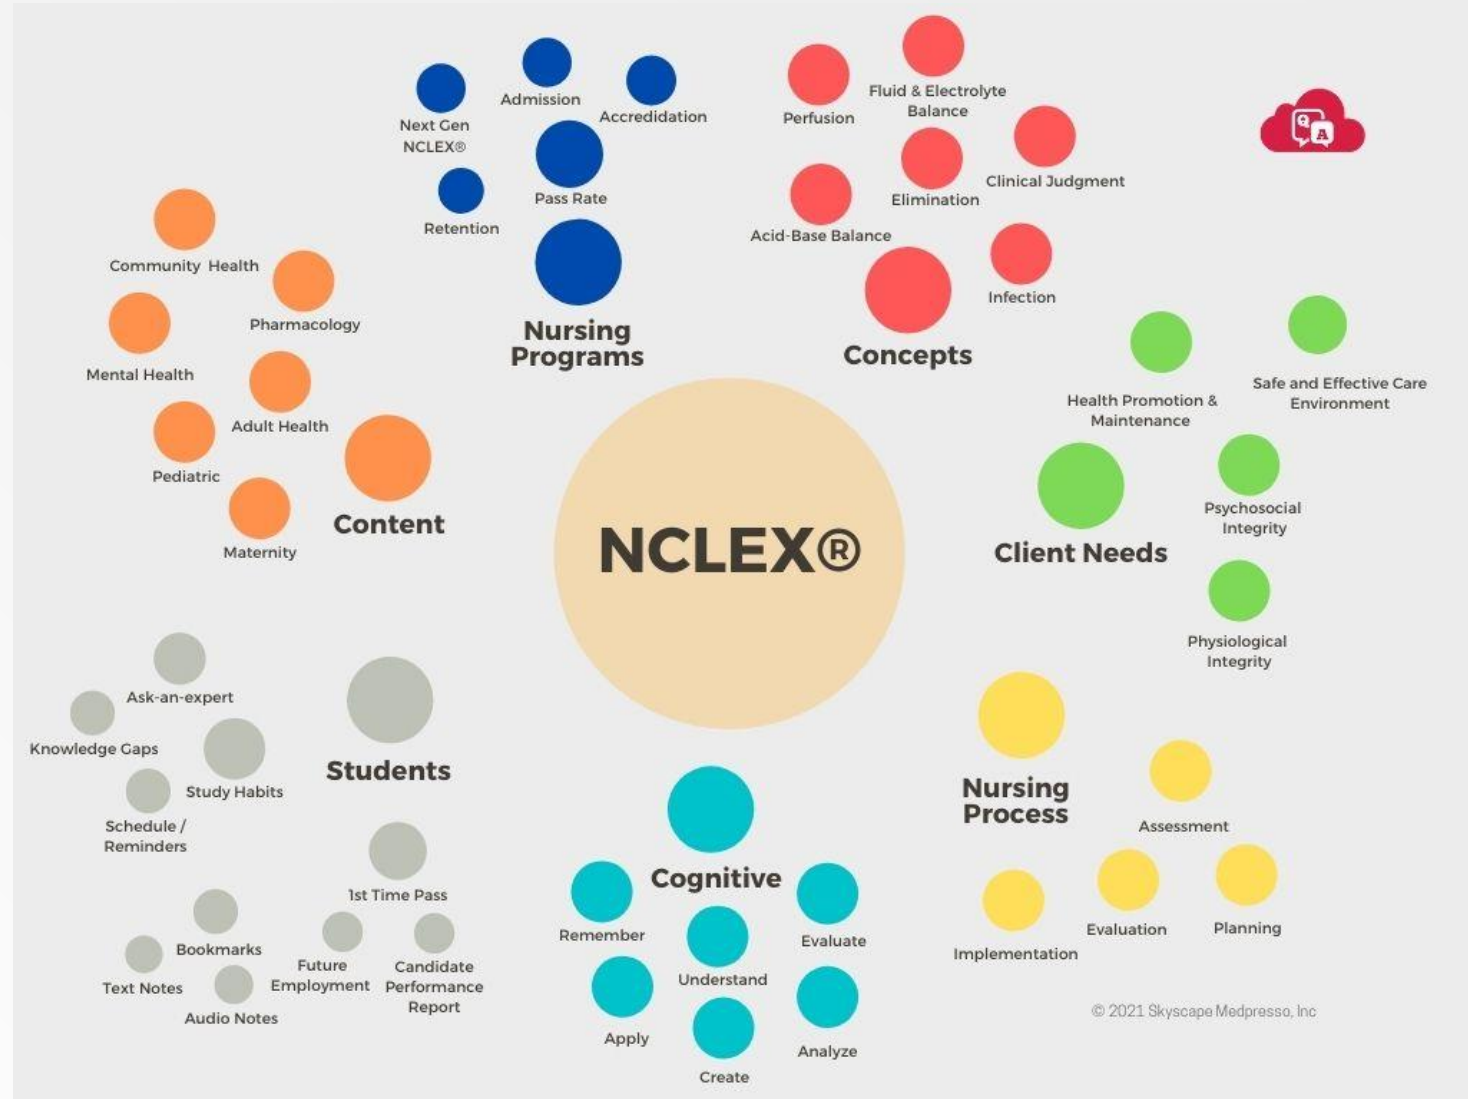 Next Gen
NCLEX®
Admission
Accredidation
Pass Rate
Retention
Nursing
Programs
Perfusion
Fluid & Electrolyte
Balance
Clinical Judgment
Elimination
Acid-Base Balance
Infection
Concepts
Q
A
Community Health
Pharmacology
Mental Health
Adult Health
Pediatric
Maternity
Content
Health Promotion &
Maintenance
Safe and Effective Care
Environment
Psychosocial
Integrity
Client Needs
Physiological
Integrity
NCLEX®
Ask-an-expert
Knowledge Gaps
Study Habits
Schedule /
Reminders
Students
1st Time Pass
Bookmarks
Text Notes
Audio Notes
Future
Employment
Candidate
Performance
Report
Cognitive
Remember
Evaluate
Understand
Apply
Analyze
Create
Nursing
Process
Assessment
Evaluation
Planning
Implementation
© 2021 Skyscape Medpresso, Inc